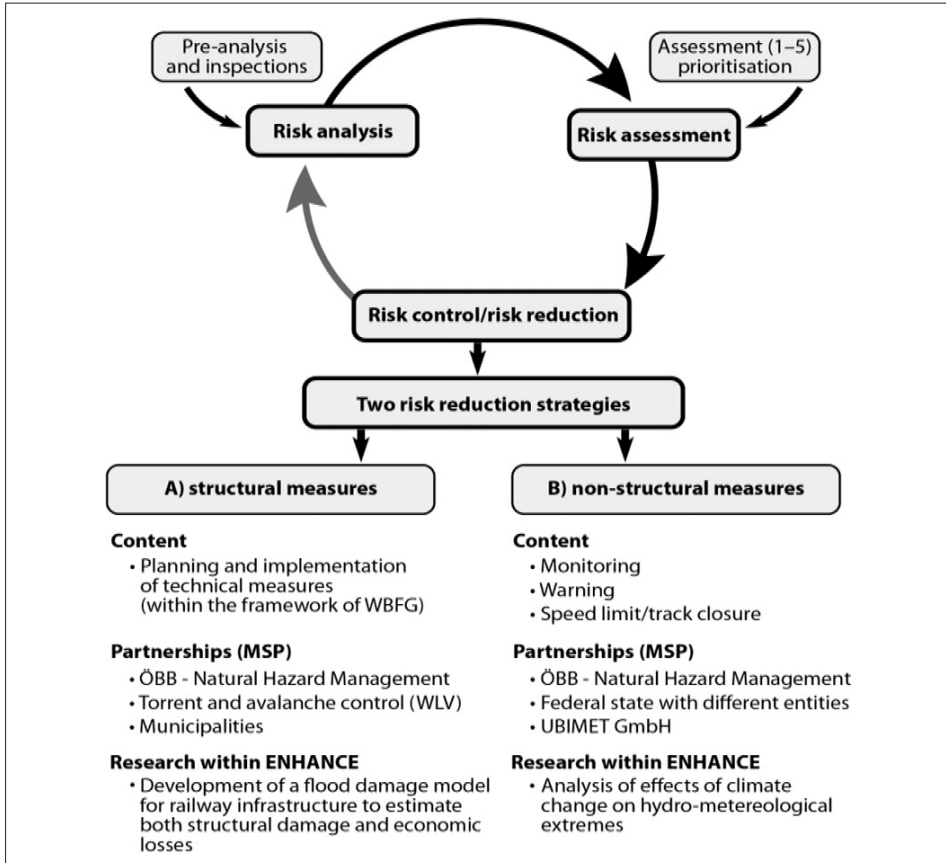 Pre-analysis
and inspections
Assessment (1–5)
prioritisation
Risk analysis
Risk assessment
Risk control/risk reduction
Two risk reduction strategies
A) structural measures
B) non-structural measures
Content
• Planning and implementation
of technical measures
(within the framework of WBFG)
Partnerships (MSP)
• ÖBB - Natural Hazard Management
• Torrent and avalanche control (WLV)
• Municipalities
Research within ENHANCE
• Development of a flood damage model
for railway infrastructure to estimate
both structural damage and economic
losses
Content
• Monitoring
• Warning
• Speed limit/track closure
Partnerships (MSP)
• ÖBB - Natural Hazard Management
• Federal state with different entities
• UBIMET GmbH
Research within ENHANCE
• Analysis of effects of climate
change on hydro-metereological
extremes